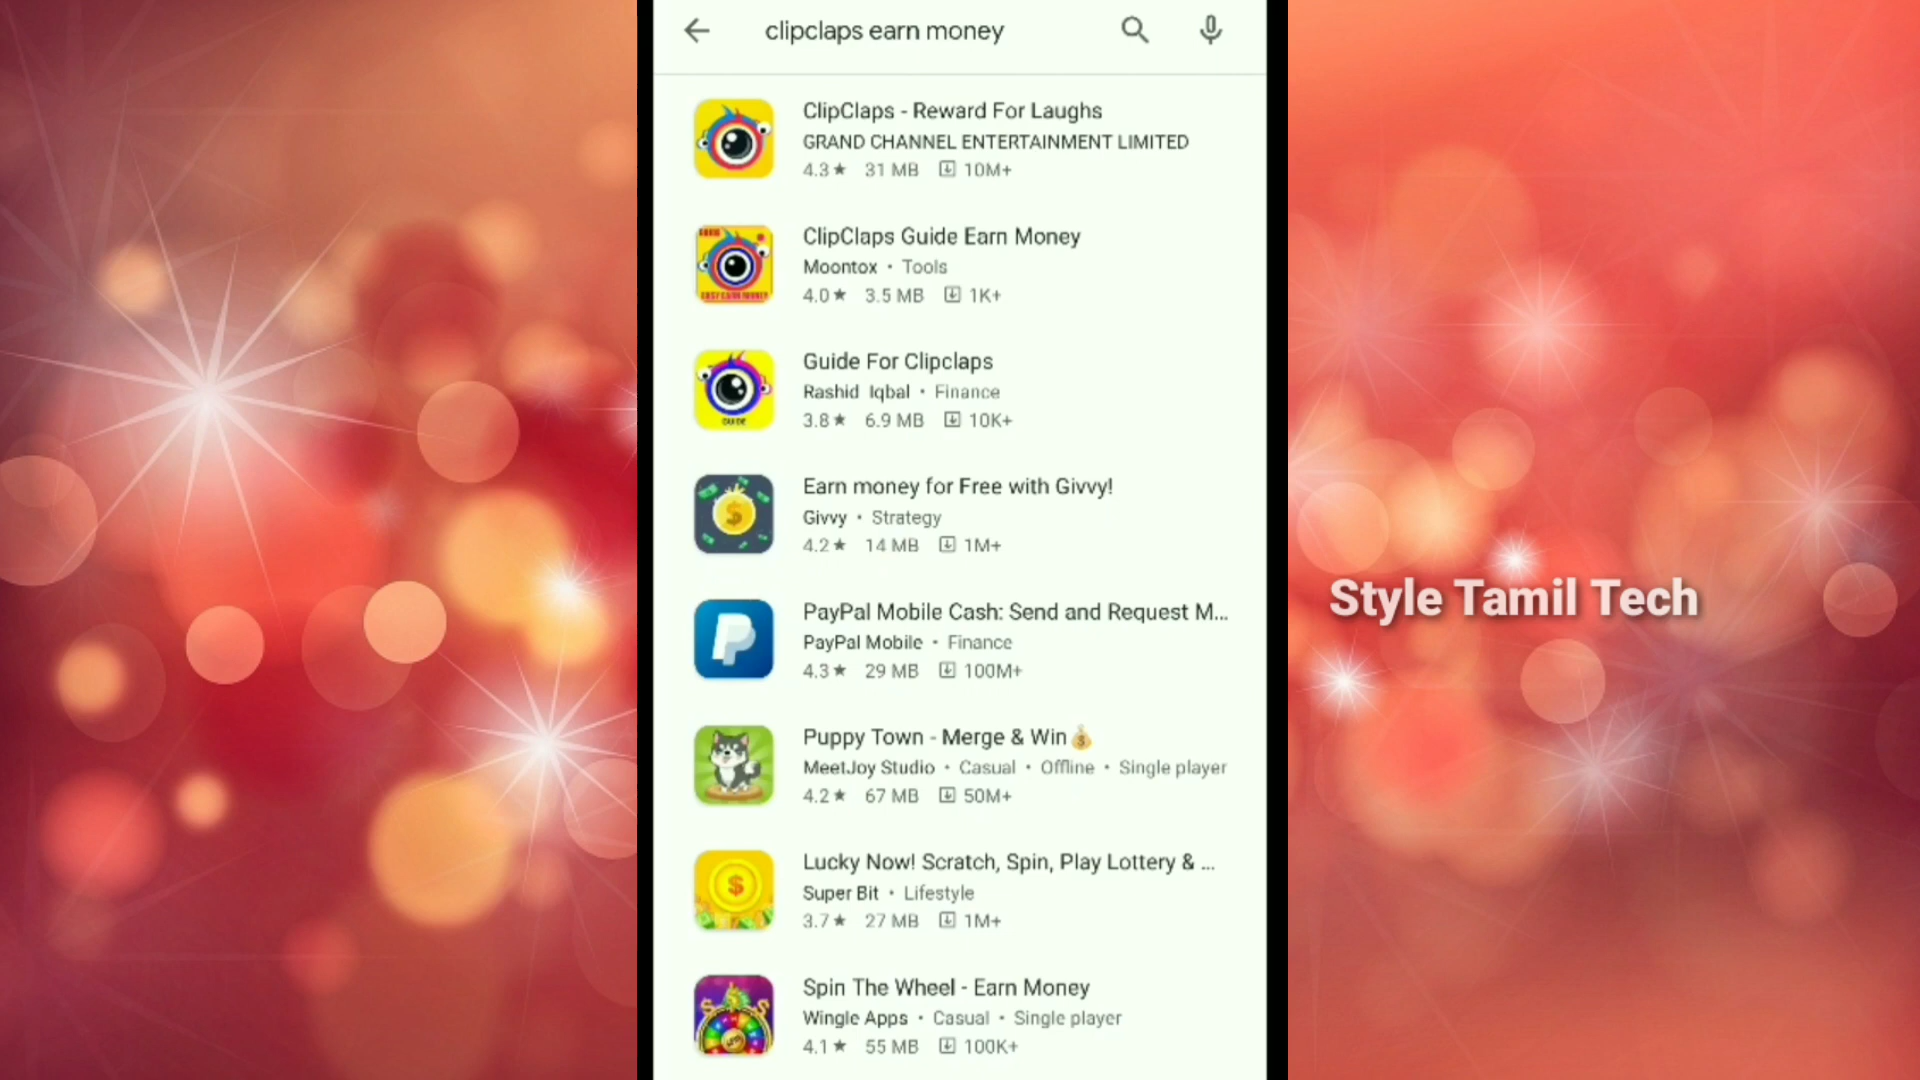 clipclaps earn money
ClipClaps - Reward For Laughs
GRAND CHANNEL ENTERTAINMENT LIMITED
4.3★ 31 MB 10M+
ClipClaps Guide Earn Money
Moontox • Tools
4.0★ 3.5 MB 1K+
Guide For Clipclaps
Rashid Iqbal • Finance
3.8★ 6.9 MB 10K+
GUIDE
Earn money for Free with Givvy!
Givvy • Strategy
4.2★ 14 MB 1M+
PayPal Mobile Cash: Send and Request M...
PayPal Mobile • Finance
4.3★ 29 MB 100M+
Puppy Town - Merge & Win💰
MeetJoy Studio • Casual • Offline • Single player
4.2★ 67 MB 50M+
Lucky Now! Scratch, Spin, Play Lottery & ...
Super Bit • Lifestyle
3.7★ 27 MB 1M+
Spin The Wheel - Earn Money
Wingle Apps • Casual • Single player
4.1★ 55 MB 100K+
Style Tamil Tech